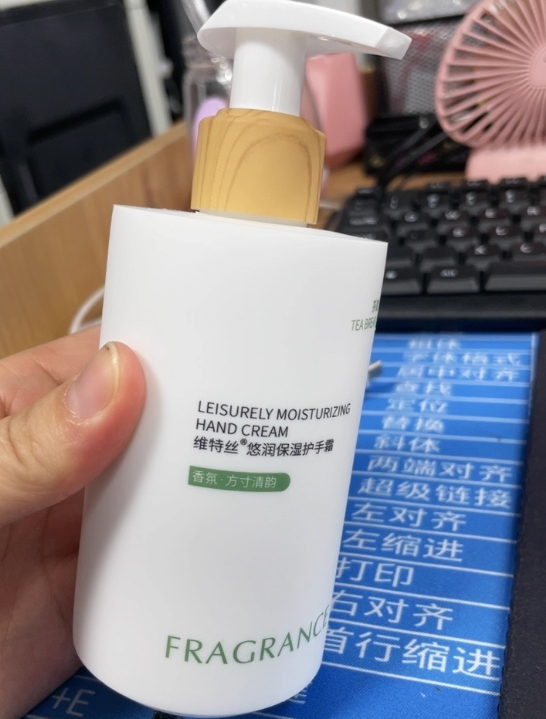 TEA
LEISURELY MOISTURIZING
HAND CREAM
维特丝®悠润保湿护手霜
香氛·方寸清韵
FRAGRANCE
粗体
字体格式
居中对齐
查找
定位
替换
斜体
两端对齐
超级链接
左对齐
左缩进
打印
右对齐
首行缩进
+E